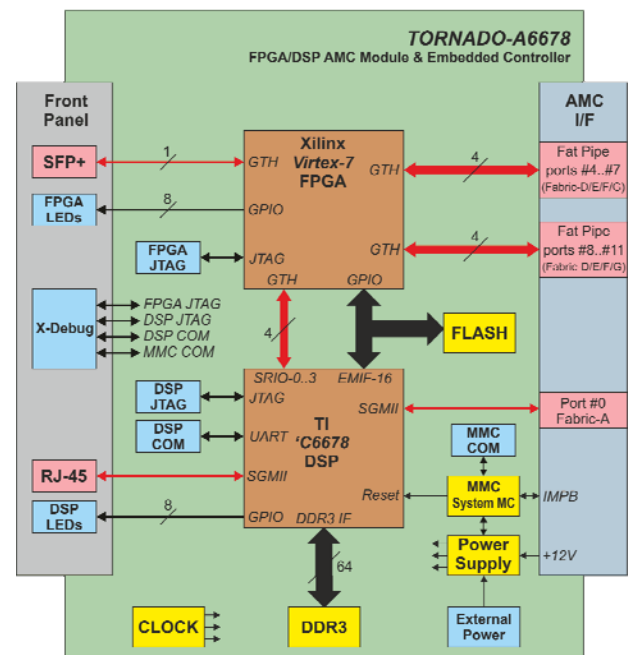 TORNADO-A6678
FPGA/DSP AMC Module & Embedded Controller
Front
Panel
AMC
I/F
SFP+
1
GTH
Xilinx
Virtex-7
FPGA
GTH
4
Fat Pipe
ports #4..#7
(Fabric-D/E/F/G)
FPGA
LEDs
8
GPIO
FPGA
JTAG
JTAG
GTH
4
Fat Pipe
ports #8..#11
(Fabric D/E/F/G)
GTH
GPIO
X-Debug
FPGA JTAG
DSP JTAG
DSP COM
MMC COM
4
FLASH
SRIO-0..3
EMIF-16
DSP
JTAG
JTAG
SGMII
Port #0
Fabric-A
DSP
COM
UART
TI
'C6678
DSP
MMC
COM
RJ-45
SGMII
Reset
MMC
System MC
IMPB
DSP
LEDs
8
GPIO
DDR3 IF
Power
Supply
+12V
64
CLOCK
DDR3
External
Power